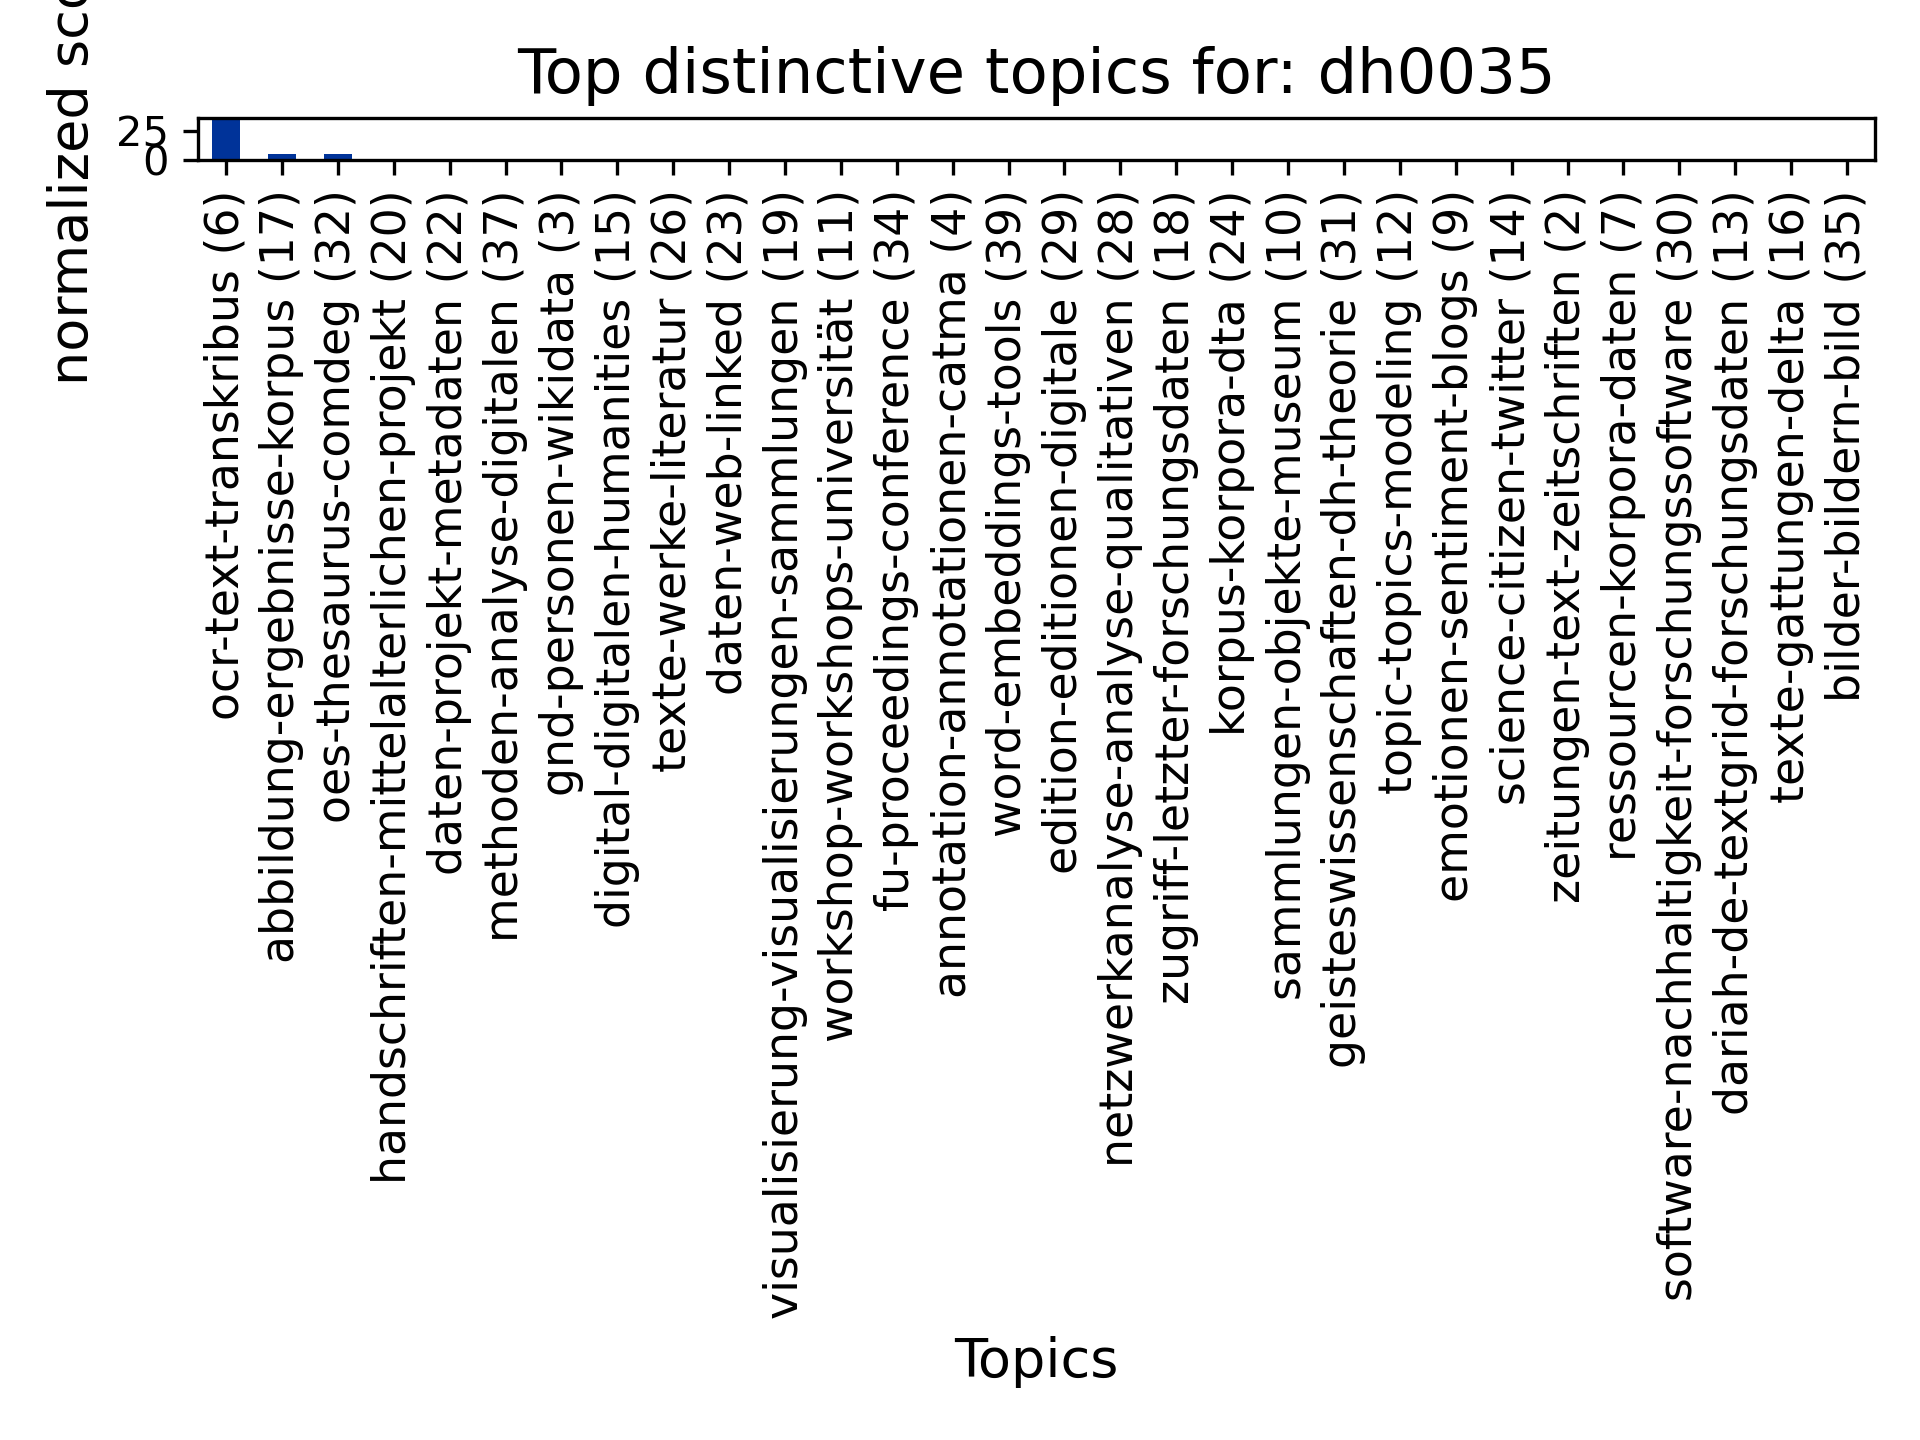 Top distinctive topics for: dh0035
normalized
25
0
ocr-text-transkribus (6)
abbildung-ergebnisse-korpus (17)
oes-thesaurus-comdeg (32)
handschriften-mittelalterlichen-projekt (20)
daten-projekt-metadaten (22)
methoden-analyse-digitalen (37)
gnd-personen-wikidata (3)
digital-digitalen-humanities (15)
texte-werke-literatur (26)
daten-web-linked (23)
visualisierung-visualisierungen-sammlungen (19)
workshop-workshops-universität (11)
fu-proceedings-conference (34)
annotation-annotationen-catma (4)
word-embeddings-tools (39)
edition-editionen-digitale (29)
netzwerkanalyse-analyse-qualitativen (28)
zugriff-letzter-forschungsdaten (18)
korpus-korpora-dta (24)
sammlungen-objekte-museum (10)
geisteswissenschaften-dh-theorie (31)
topic-topics-modeling (12)
emotionen-sentiment-blogs (9)
science-citizen-twitter (14)
zeitungen-text-zeitschriften (2)
ressourcen-korpora-daten (7)
software-nachhaltigkeit-forschungssoftware (30)
dariah-de-textgrid-forschungsdaten (13)
texte-gattungen-delta (16)
bilder-bildern-bild (35)
Topics